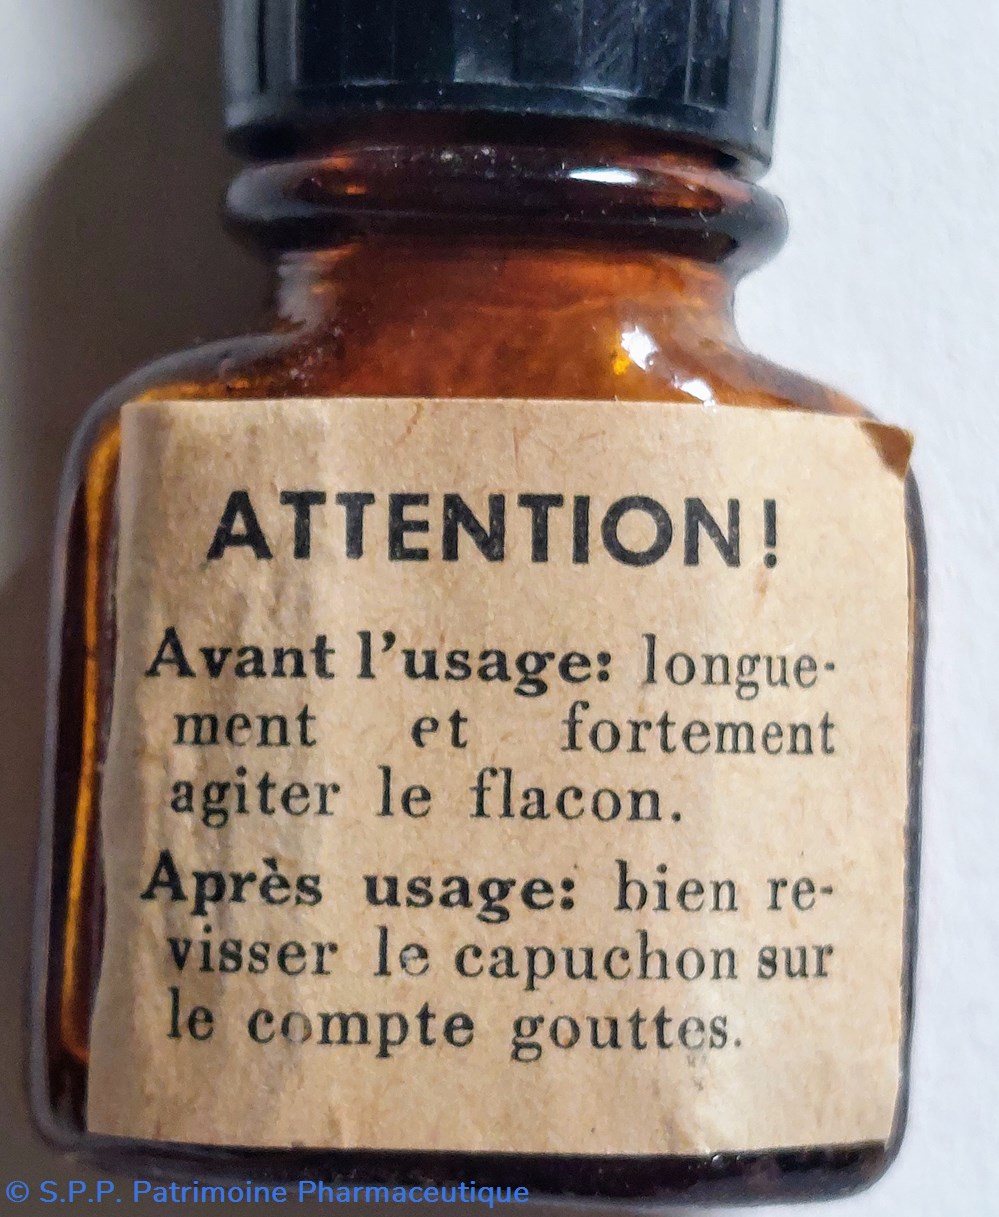 ATTENTION!
Avant l'usage: longue-
ment et fortement
agiter le flacon.
Après usage: bien re-
visser le capuchon sur
le compte gouttes.
© S.P.P. Patrimoine Pharmaceutique